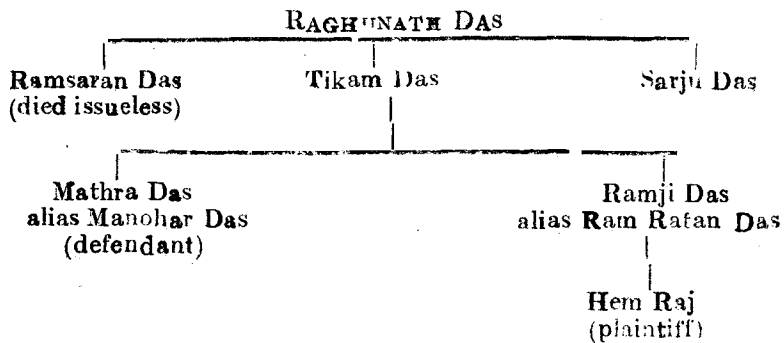 RAGHUNATH DAS
Ramsaran Das Tikam Das Sarju Das
(died issueless)
Mathra Das Ramji Das
alias Manohar Das alias Ram Ratan Das
(defendant)
Hem Raj
(plaintiff)